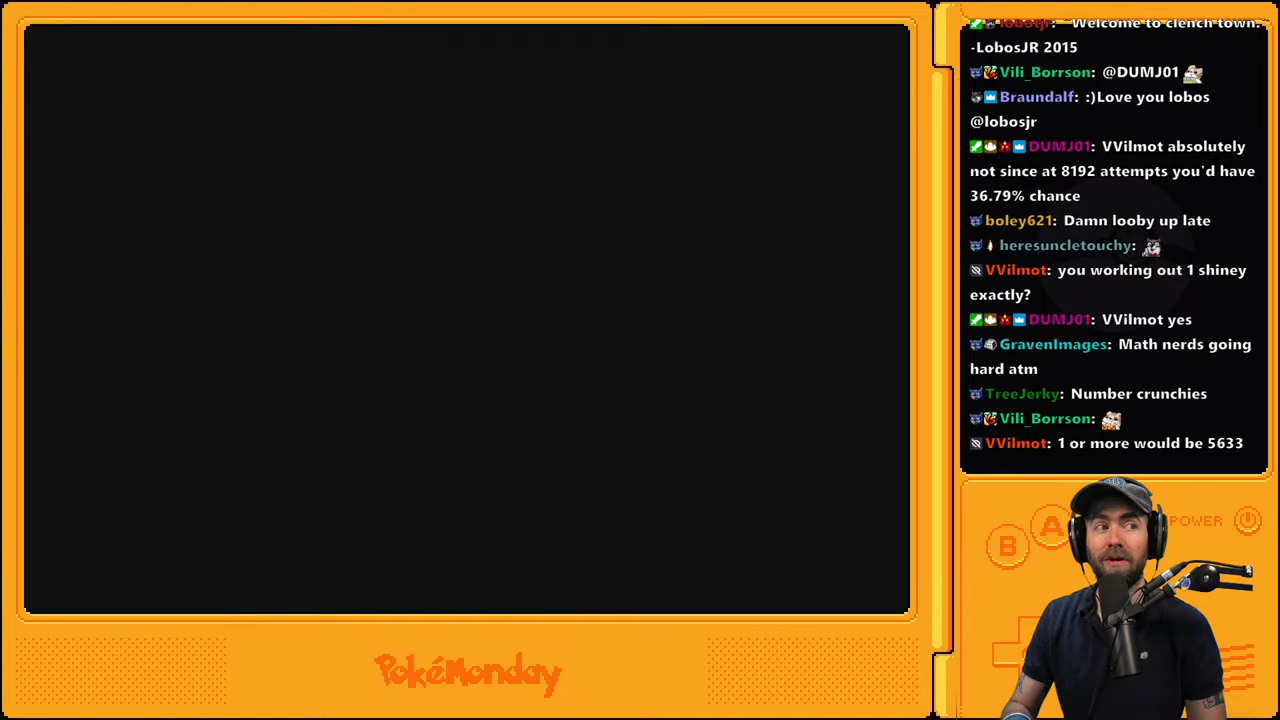 lobosjr: "Welcome to clench town."
-LobosJR 2015
Vili_Borrson: @DUMJ01
Braundalf: :)Love you lobos
@lobosjr
DUMJ01: VVilmot absolutely
not since at 8192 attempts you'd have
36.79% chance
boley621: Damn looby up late
heresuncletouchy:
VVilmot: you working out 1 shiney
exactly?
DUMJ01: VVilmot yes
GravenImages: Math nerds going
hard atm
TreeJerky: Number crunchies
Vili_Borrson:
VVilmot: 1 or more would be 5633
B
A
POWER
PokéMonday